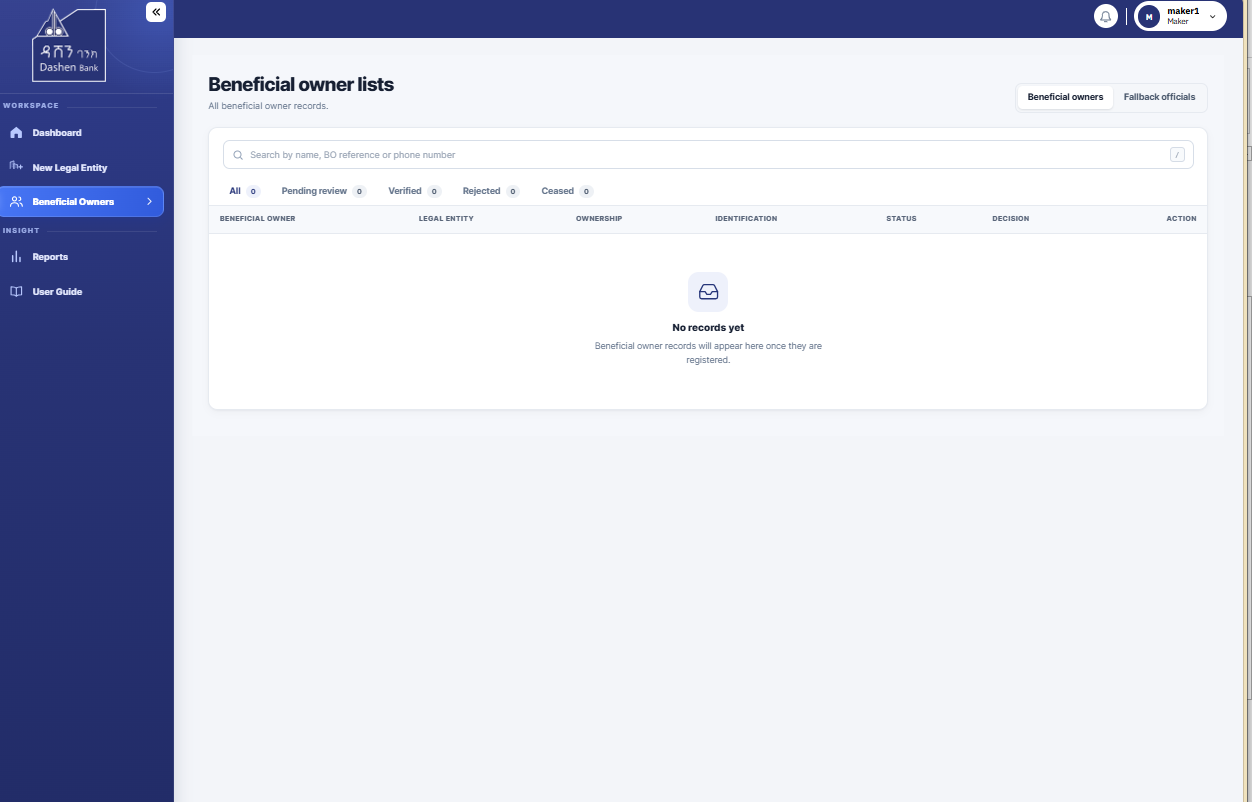 ዳሸን ባንክ
Dashen Bank
maker1
M
Maker
WORKSPACE
Dashboard
New Legal Entity
Beneficial Owners
INSIGHT
Reports
User Guide
Beneficial owner lists
All beneficial owner records.
Beneficial owners
Fallback officials
Search by name, BO reference or phone number
/
All 0
Pending review 0
Verified 0
Rejected 0
Ceased 0
BENEFICIAL OWNER
LEGAL ENTITY
OWNERSHIP
IDENTIFICATION
STATUS
DECISION
ACTION
No records yet
Beneficial owner records will appear here once they are
registered.